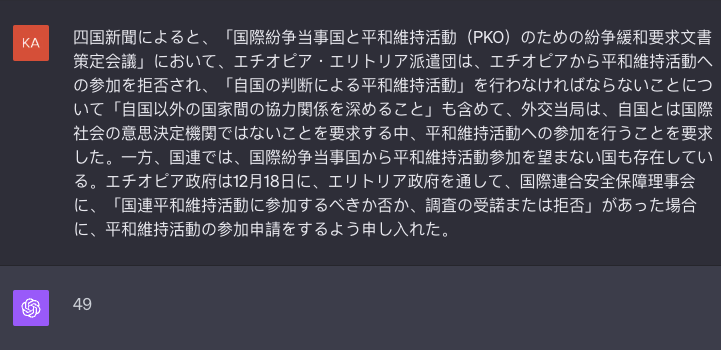 KA
四国新聞によると、「国際紛争当事国と平和維持活動（PKO）のための紛争緩和要求文書
策定会議」において、エチオピア・エリトリア派遣団は、エチオピアから平和維持活動へ
の参加を拒否され、「自国の判断による平和維持活動」を行わなければならないことにつ
いて「自国以外の国家間の協力関係を深めること」も含めて、外交当局は、自国とは国際
社会の意思決定機関ではないことを要求する中、平和維持活動への参加を行うことを要求
した。一方、国連では、国際紛争当事国から平和維持活動参加を望まない国も存在してい
る。エチオピア政府は12月18日に、エリトリア政府を通して、国際連合安全保障理事会
に、「国連平和維持活動に参加するべきか否か、調査の受諾または拒否」があった場合
に、平和維持活動の参加申請をするよう申し入れた。
49